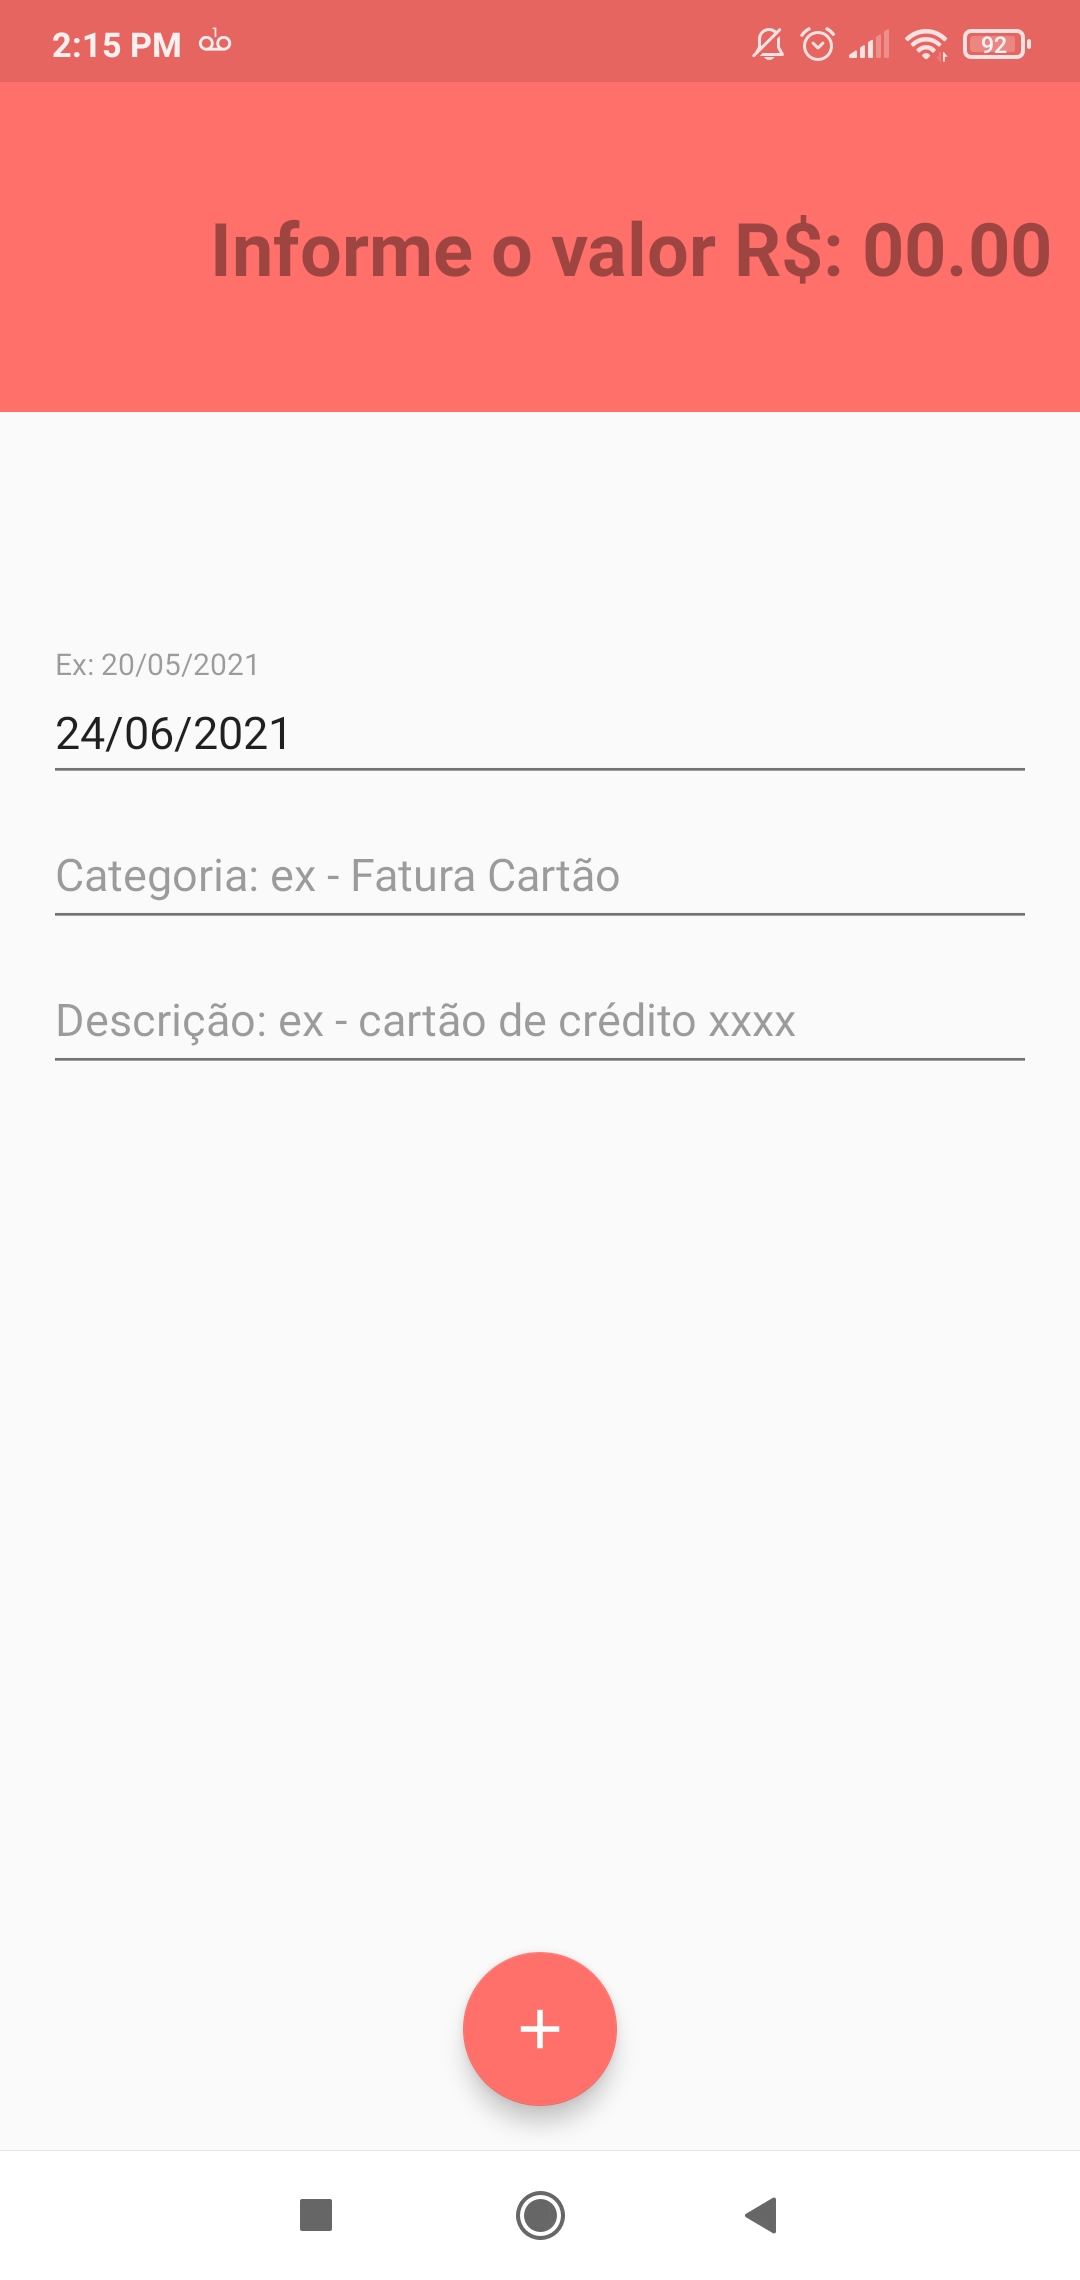 2:15 PM
92
Informe o valor R$: 00.00
Ex: 20/05/2021
24/06/2021
Categoria: ex - Fatura Cartão
Descrição: ex - cartão de crédito xxxx